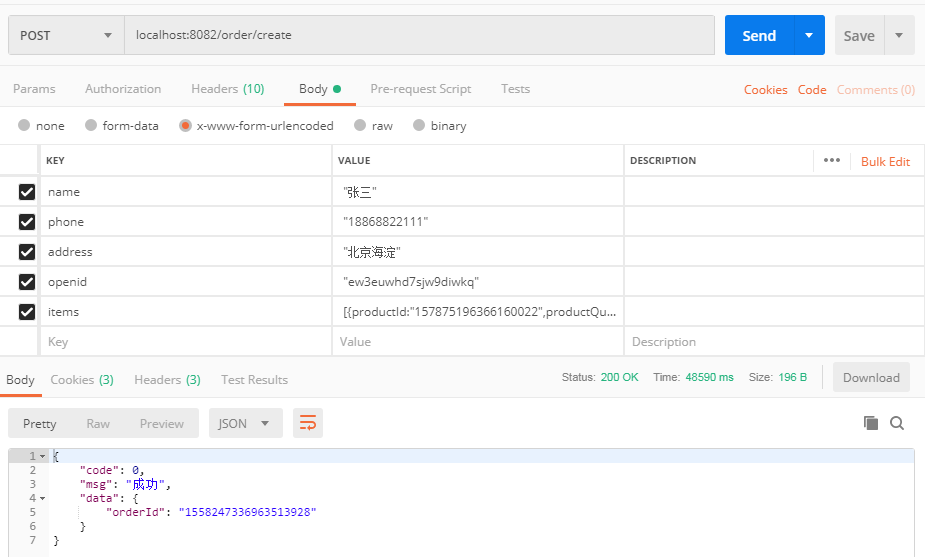 POST localhost:8082/order/create Send Save
Params Authorization Headers (10) Body Pre-request Script Tests Cookies Code Comments (0)
none form-data x-www-form-urlencoded raw binary
KEY VALUE DESCRIPTION ••• Bulk Edit
name "张三"
phone "18868822111"
address "北京海淀"
openid "ew3euwhd7sjw9diwkq"
items [{productId:"157875196366160022",productQu...
Key Value Description
Body Cookies (3) Headers (3) Test Results Status: 200 OK Time: 48590 ms Size: 196 B Download
Pretty Raw Preview JSON
1 {
2 "code": 0,
3 "msg": "成功",
4 "data": {
5 "orderId": "1558247336963513928"
6 }
7 }